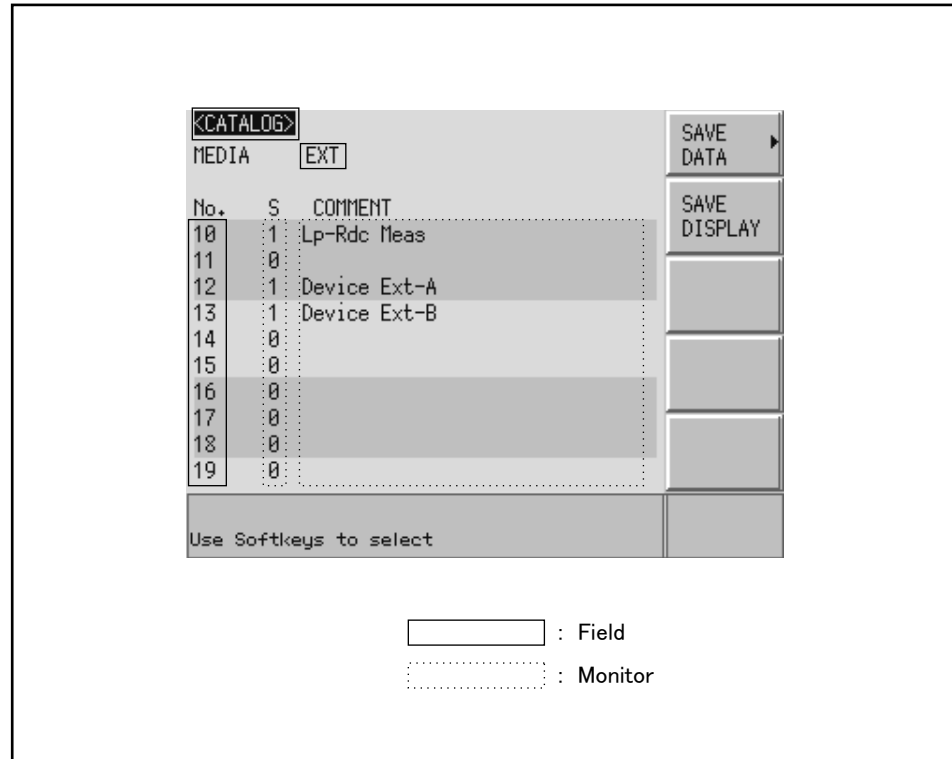 <CATALOG>
MEDIA EXT
No. S COMMENT
10 1 Lp-Rdc Meas
11 0
12 1 Device Ext-A
13 1 Device Ext-B
14 0
15 0
16 0
17 0
18 0
19 0
SAVE
DATA
SAVE
DISPLAY
Use Softkeys to select
: Field
: Monitor